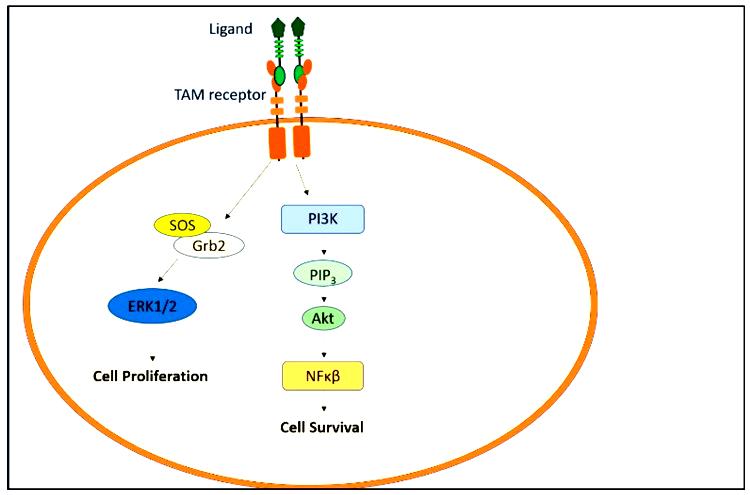 Ligand
TAM receptor
SOS
Grb2
ERK1/2
Cell Proliferation
PI3K
PIP3
Akt
NFκβ
Cell Survival